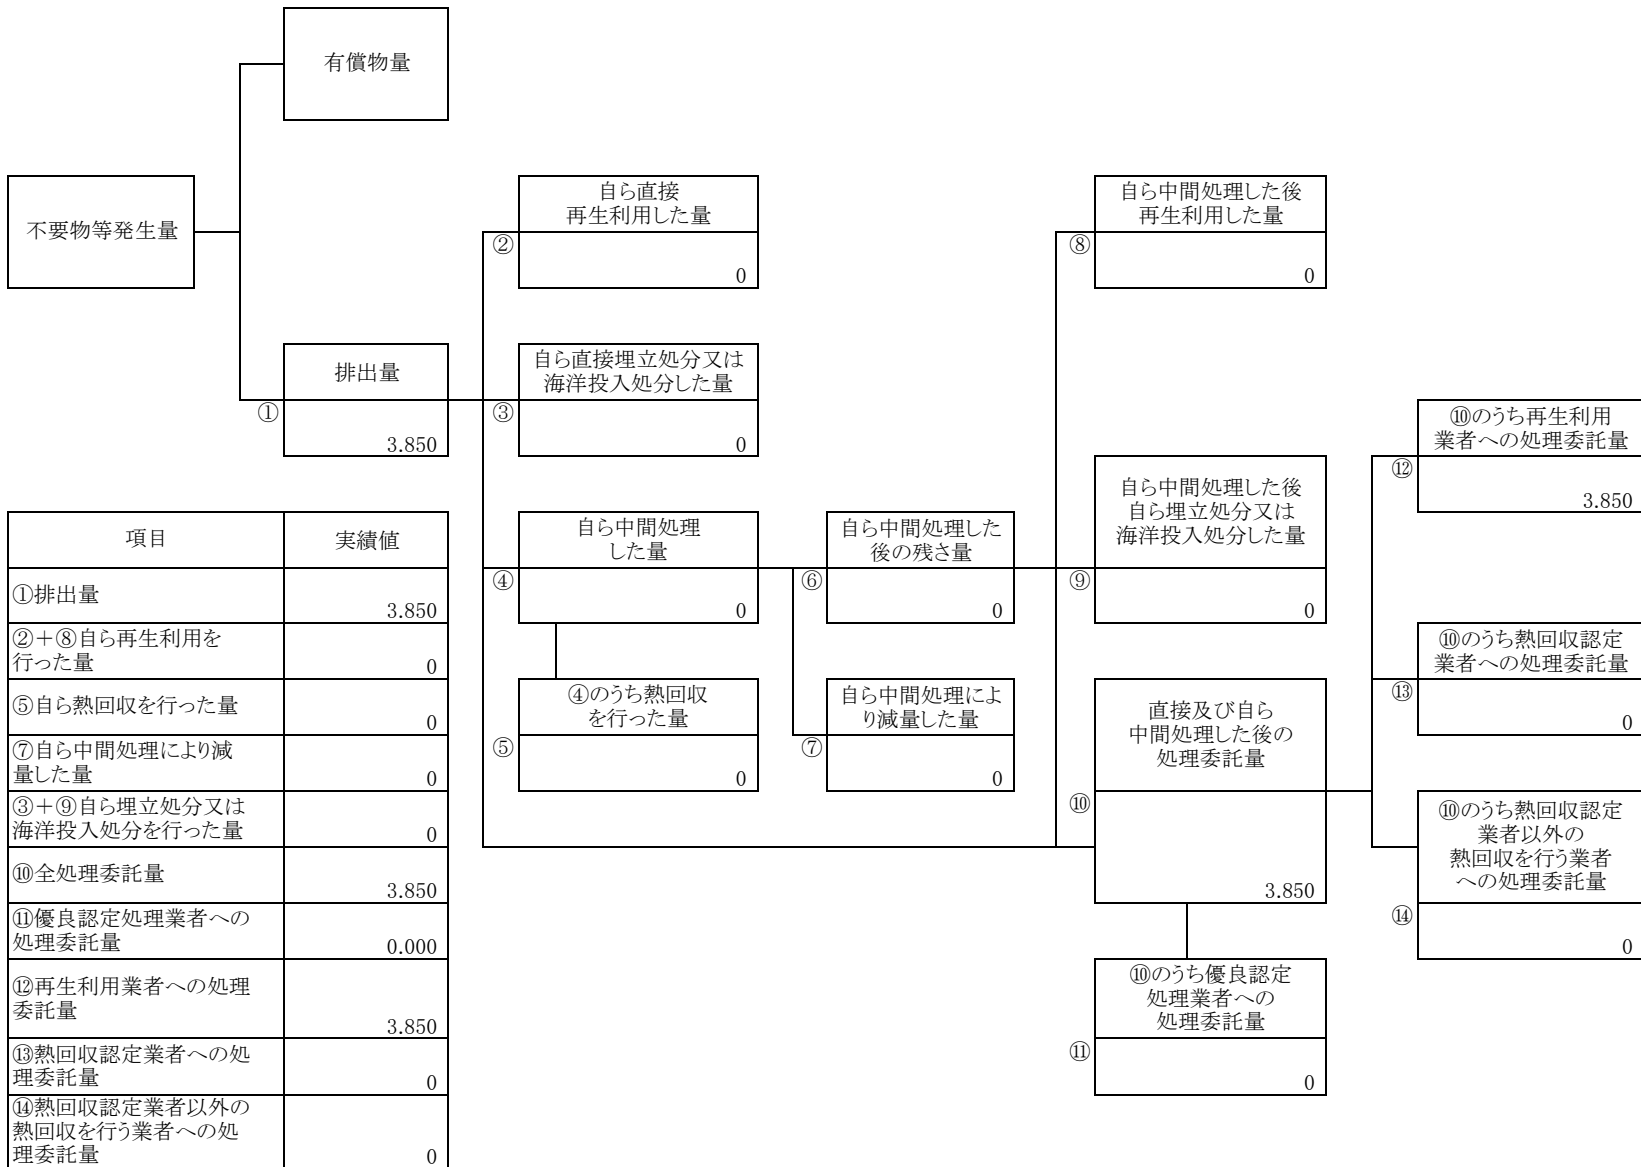 有償物量
不要物等発生量
自ら直接
再生利用した量
②
0
自ら中間処理した後
再生利用した量
⑧
0
排出量
①
3.850
自ら直接埋立処分又は
海洋投入処分した量
③
0
⑩のうち再生利用
業者への処理委託量
⑫
3.850
自ら中間処理
した量
④
0
自ら中間処理した
後の残さ量
⑥
0
自ら中間処理した後
自ら埋立処分又は
海洋投入処分した量
⑨
0
⑩のうち熱回収認定
業者への処理委託量
⑬
0
④のうち熱回収
を行った量
⑤
0
自ら中間処理によ
り減量した量
⑦
0
直接及び自ら
中間処理した後の
処理委託量
⑩
3.850
⑩のうち熱回収認定
業者以外の
熱回収を行う業者
への処理委託量
⑭
0
⑩のうち優良認定
処理業者への
処理委託量
⑪
0
項目
実績値
①排出量
3.850
②+⑧自ら再生利用を
行った量
0
⑤自ら熱回収を行った量
0
⑦自ら中間処理により減
量した量
0
③+⑨自ら埋立処分又は
海洋投入処分を行った量
0
⑩全処理委託量
3.850
⑪優良認定処理業者への
処理委託量
0.000
⑫再生利用業者への処理
委託量
3.850
⑬熱回収認定業者への処
理委託量
0
⑭熱回収認定業者以外の
熱回収を行う業者への処
理委託量
0